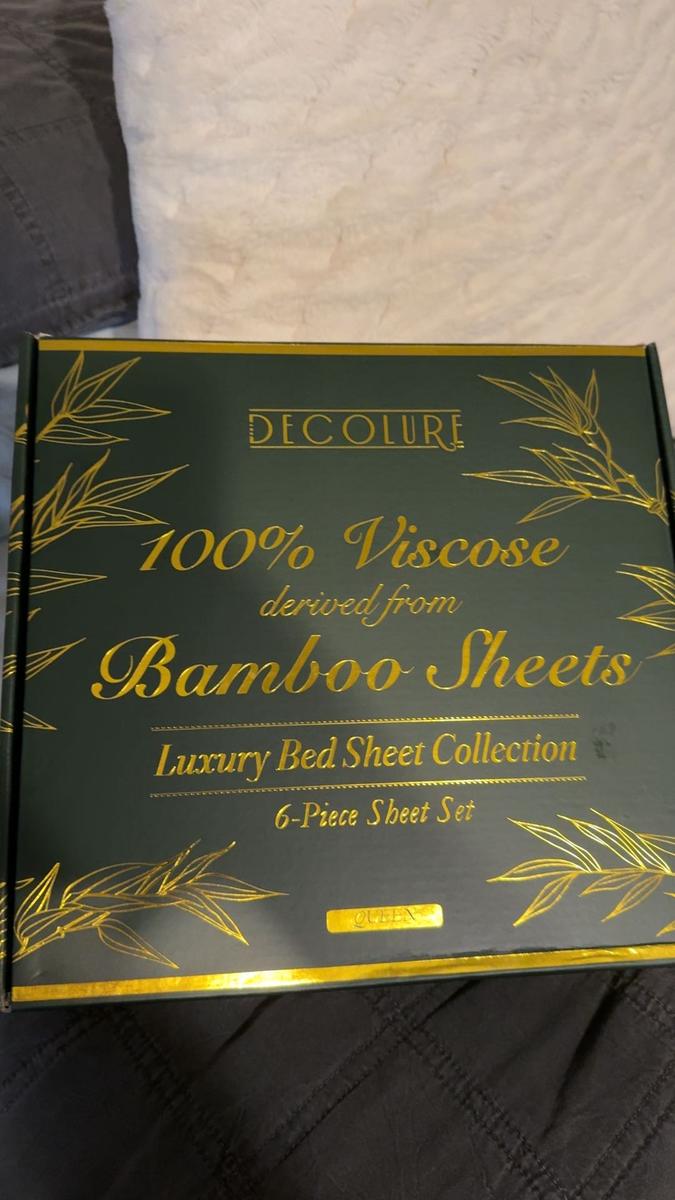 DECOLURE
100% Viscose
derived from
Bamboo Sheets
Luxury Bed Sheet Collection
6-Piece Sheet Set
QUEEN